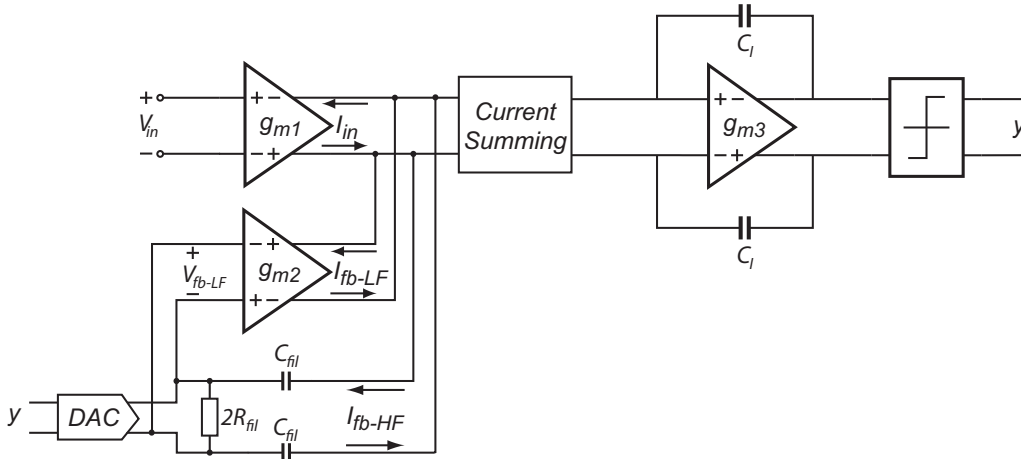 C_I
+ −
g_m1
− +
+
V_in
−
I_in
Current
Summing
+ −
g_m3
− +
y
C_I
− +
g_m2
+ −
+
V_fb-LF
−
I_fb-LF
C_fil
y
DAC
2R_fil
C_fil
I_fb-HF